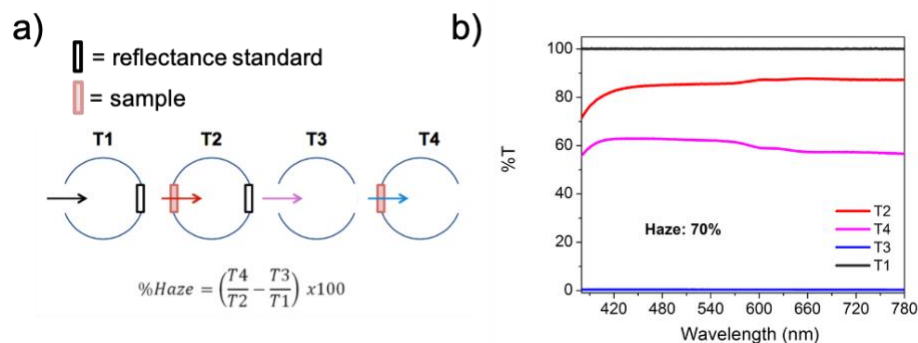 a)
= reflectance standard
= sample
T1 T2 T3 T4
%Haze = (T4/T2 − T3/T1) x100
b)
100
80
60
40
20
0
%T
Haze: 70%
T2
T4
T3
T1
420 480 540 600 660 720 780
Wavelength (nm)